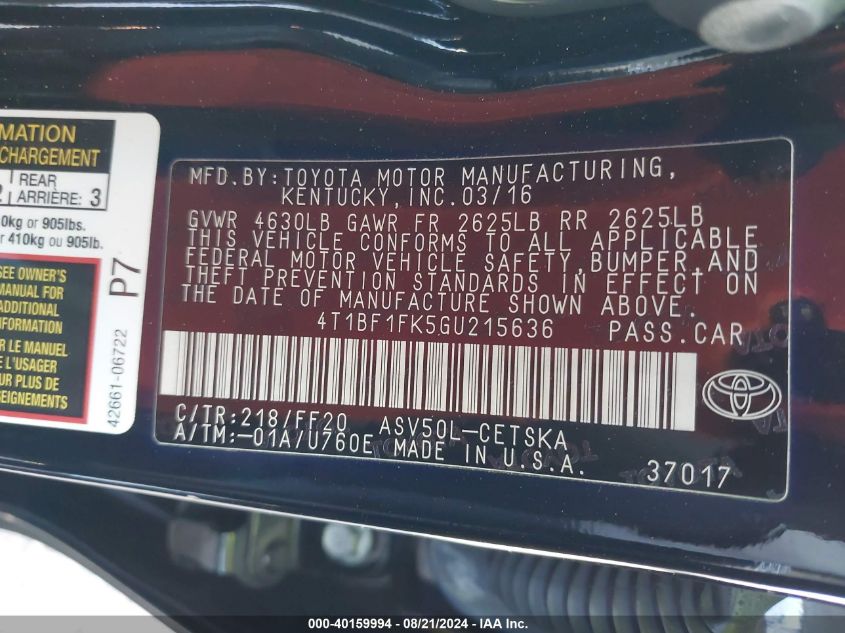 MATION
CHARGEMENT
REAR
ARRIÈRE: 3
kg or 905lbs.
r 410kg ou 905lb.
SEE OWNER'S
MANUAL FOR
ADDITIONAL
INFORMATION
R LE MANUEL
DE L'USAGER
UR PLUS DE
ENSEIGNEMENTS
P7
42661-06722
MFD.BY:TOYOTA MOTOR MANUFACTURING,
KENTUCKY, INC.03/16
GVWR 4630LB GAWR FR 2625LB RR 2625LB
THIS VEHICLE CONFORMS TO ALL APPLICABLE
FEDERAL MOTOR VEHICLE SAFETY,BUMPER,AND
THEFT PREVENTION STANDARDS IN EFFECT ON
THE DATE OF MANUFACTURE SHOWN ABOVE.
4T1BF1FK5GU215636 PASS.CAR
C/TR:218/FF20 ASV50L-CETSKA
A/TM:-01A/U760E MADE IN U.S.A.
37017
000-40159994 - 08/21/2024 - IAA Inc.